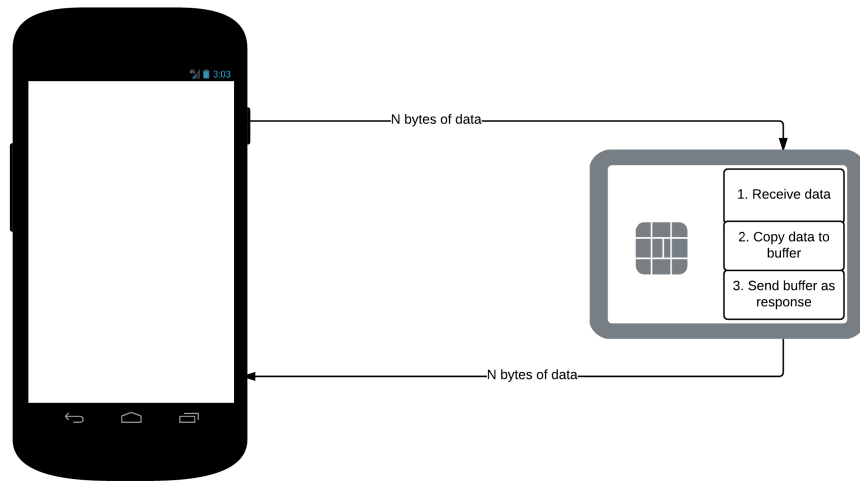 3:03
N bytes of data
1. Receive data
2. Copy data to
buffer
3. Send buffer as
response
N bytes of data